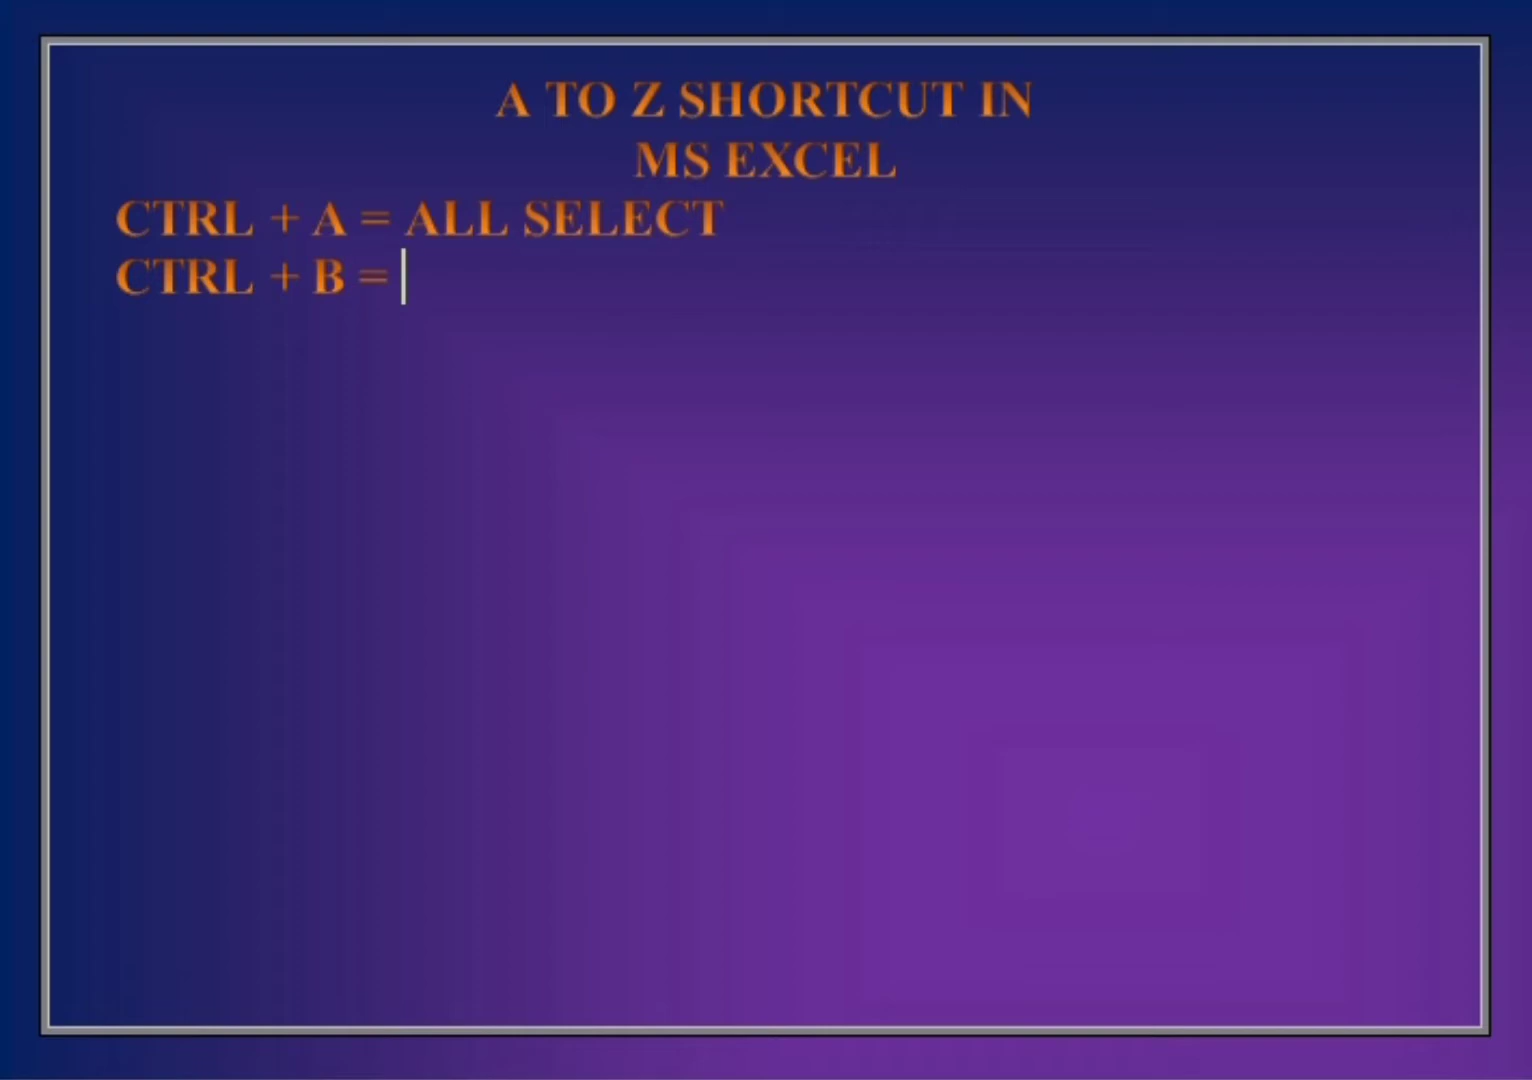 A TO Z SHORTCUT IN
MS EXCEL
CTRL + A = ALL SELECT
CTRL + B =